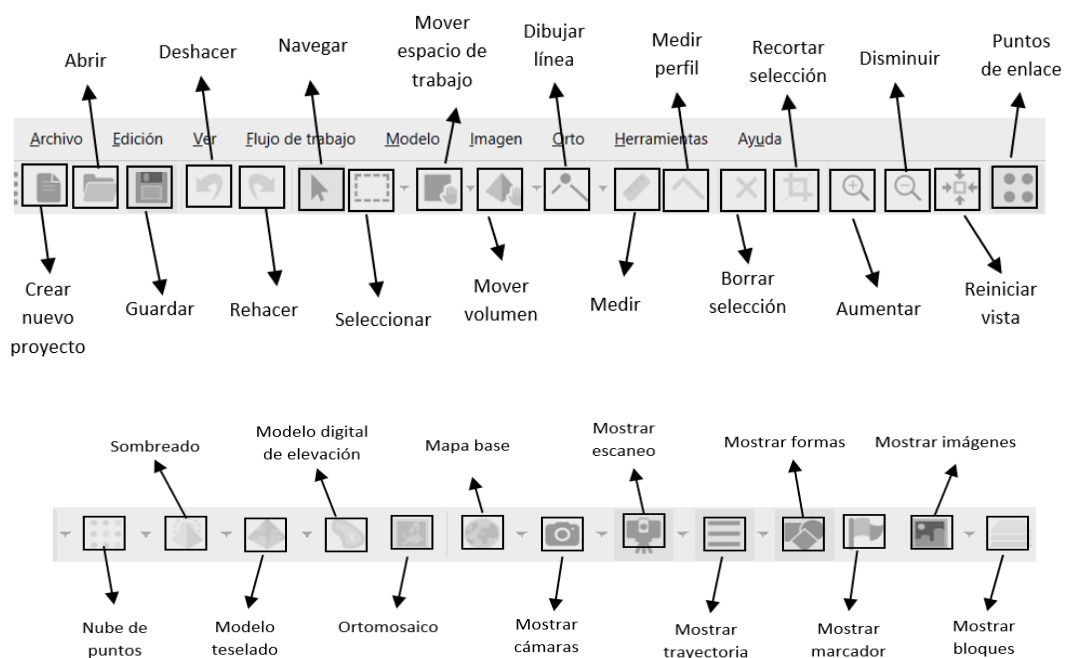 Mover
espacio de
trabajo
Dibujar
línea
Medir
perfil
Recortar
selección
Puntos
de enlace
Abrir
Deshacer
Navegar
Disminuir
Archivo Edición Ver Flujo de trabajo Modelo Imagen Orto Herramientas Ayuda
Crear
nuevo
proyecto
Guardar
Rehacer
Seleccionar
Mover
volumen
Medir
Borrar
selección
Aumentar
Reiniciar
vista
Sombreado
Modelo digital
de elevación
Mapa base
Mostrar
escaneo
Mostrar formas
Mostrar imágenes
Nube de
puntos
Modelo
teselado
Ortomosaico
Mostrar
cámaras
Mostrar
trayectoria
Mostrar
marcador
Mostrar
bloques